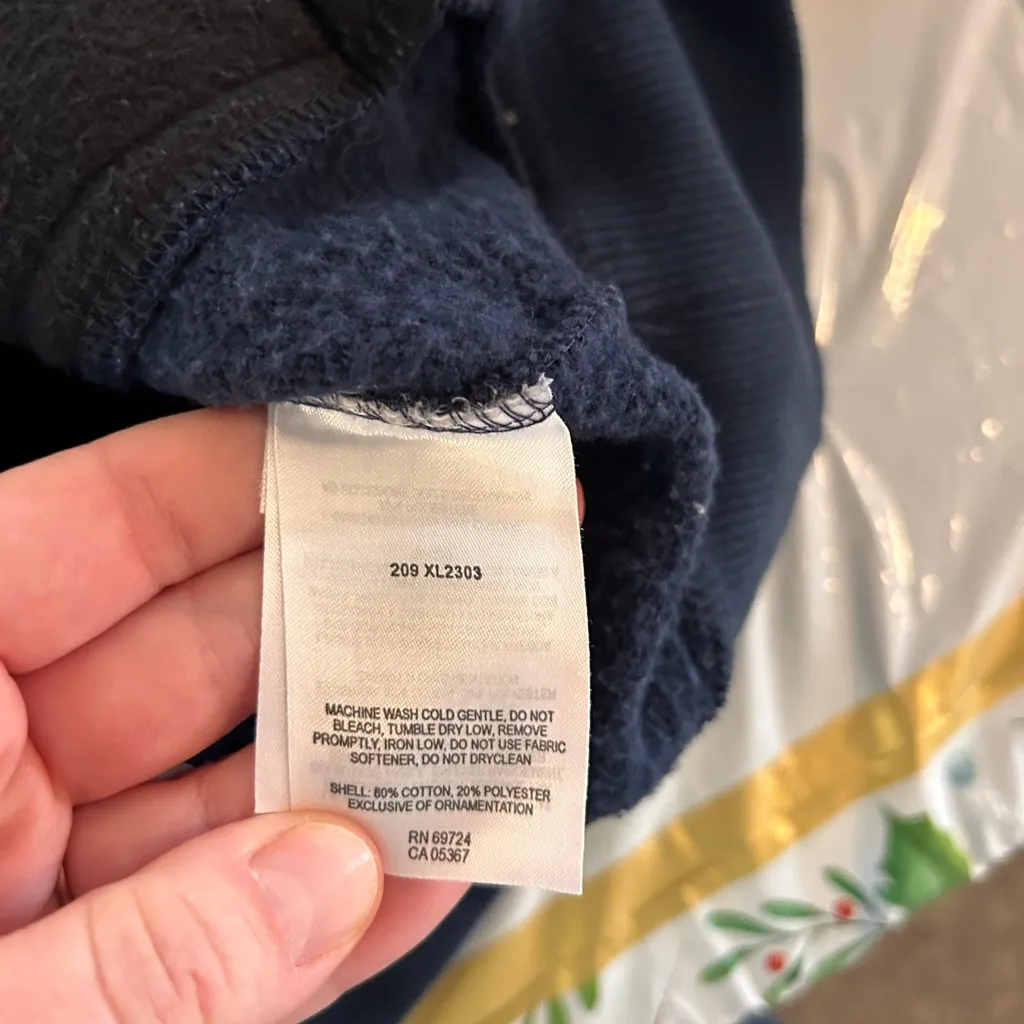 209 XL2303
MACHINE WASH COLD GENTLE, DO NOT
BLEACH, TUMBLE DRY LOW, REMOVE
PROMPTLY, IRON LOW, DO NOT USE FABRIC
SOFTENER, DO NOT DRYCLEAN
SHELL: 80% COTTON, 20% POLYESTER
EXCLUSIVE OF ORNAMENTATION
RN 69724
CA 05367